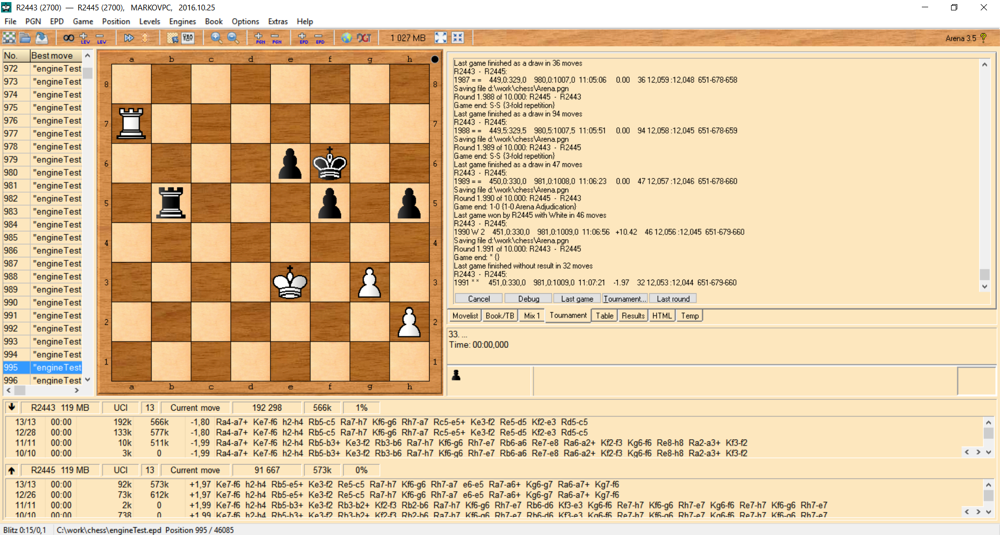 R2443 (2700) — R2445 (2700), MARKOVPC, 2016.10.25
File PGN EPD Game Position Levels Engines Book Options Extras Help
LEV LEV PGN PGN EPD EPD DGT 1 027 MB Arena 3.5 ?
No. Best move
972 "engineTest
973 "engineTest
974 "engineTest
975 "engineTest
976 "engineTest
977 "engineTest
978 "engineTest
979 "engineTest
980 "engineTest
981 "engineTest
982 "engineTest
983 "engineTest
984 "engineTest
985 "engineTest
986 "engineTest
987 "engineTest
988 "engineTest
989 "engineTest
990 "engineTest
991 "engineTest
992 "engineTest
993 "engineTest
994 "engineTest
995 "engineTest
996 "engineTest
a b c d e f g h
8 8
7 7
6 6
5 5
4 4
3 3
2 2
1 1
a b c d e f g h
Last game finished as a draw in 36 moves
R2443 - R2445:
1987 = = 449,0:329,0 980,0:1007,0 11:05:06 0.00 36 12,059 :12,048 651-678-658
Saving file d:\work\chess\Arena.pgn
Round 1.988 of 10.000: R2445 - R2443
Game end: S-S {3-fold repetition}
Last game finished as a draw in 94 moves
R2443 - R2445:
1988 = = 449,5:329,5 980,5:1007,5 11:05:51 0.00 94 12,058 :12,045 651-678-659
Saving file d:\work\chess\Arena.pgn
Round 1.989 of 10.000: R2443 - R2445
Game end: S-S {3-fold repetition}
Last game finished as a draw in 47 moves
R2443 - R2445:
1989 = = 450,0:330,0 981,0:1008,0 11:06:23 0.00 47 12,057 :12,046 651-678-660
Saving file d:\work\chess\Arena.pgn
Round 1.990 of 10.000: R2445 - R2443
Game end: 1-0 {1-0 Arena Adjudication}
Last game won by R2445 with White in 46 moves
R2443 - R2445:
1990 W 2 451,0:330,0 981,0:1009,0 11:06:56 +10.42 46 12,056 :12,045 651-679-660
Saving file d:\work\chess\Arena.pgn
Round 1.991 of 10.000: R2443 - R2445
Game end: * {}
Last game finished without result in 32 moves
R2443 - R2445:
1991 * * 451,0:330,0 981,0:1009,0 11:07:21 -1.97 32 12,053 :12,044 651-679-660
Cancel Debug Last game Tournament... Last round
Movelist Book/TB Mix 1 Tournament Table Results HTML Temp
33. ...
Time: 00:00,000
R2443 119 MB UCI 13 Current move 192 298 566k 1%
13/13 00:00 192k 566k -1,80 Ra4-a7+ Ke7-f6 h2-h4 Rb5-c5 Ra7-h7 Kf6-g6 Rh7-a7 Rc5-e5+ Ke3-f2 Re5-d5 Kf2-e3 Rd5-c5
12/28 00:00 133k 577k -1,80 Ra4-a7+ Ke7-f6 h2-h4 Rb5-c5 Ra7-h7 Kf6-g6 Rh7-a7 Rc5-e5+ Ke3-f2 Re5-d5 Kf2-e3 Rd5-c5
11/11 00:00 10k 511k -1,99 Ra4-a7+ Ke7-f6 h2-h4 Rb5-b3+ Ke3-f2 Rb3-b6 Ra7-h7 Kf6-g6 Rh7-e7 Rb6-a6 Re7-e8 Ra6-a2+ Kf2-f3 Kg6-f6 Re8-h8 Ra2-a3+ Kf3-f2
10/10 00:00 3k 0 -1,99 Ra4-a7+ Ke7-f6 h2-h4 Rb5-b3+ Ke3-f2 Rb3-b6 Ra7-h7 Kf6-g6 Rh7-e7 Rb6-a6 Re7-e8 Ra6-a2+ Kf2-f3 Kg6-f6 Re8-h8 Ra2-a3+ Kf3-f2
R2445 119 MB UCI 13 Current move 91 667 573k 0%
13/13 00:00 92k 573k +1,97 Ke7-f6 h2-h4 Rb5-e5+ Ke3-f2 Re5-c5 Ra7-h7 Kf6-g6 Rh7-a7 e6-e5 Ra7-a6+ Kg6-g7 Ra6-a7+ Kg7-f6
12/26 00:00 73k 612k +1,97 Ke7-f6 h2-h4 Rb5-e5+ Ke3-f2 Re5-c5 Ra7-h7 Kf6-g6 Rh7-a7 e6-e5 Ra7-a6+ Kg6-g7 Ra6-a7+ Kg7-f6
11/11 00:00 2k 0 +1,99 Ke7-f6 h2-h4 Rb5-b3+ Ke3-f2 Rb3-b2+ Kf2-f3 Rb2-b6 Ra7-h7 Kf6-g6 Rh7-e7 Rb6-d6 Kf3-e3 Kg6-f6 Re7-h7 Kf6-g6 Rh7-e7 Kg6-f6 Re7-h7 Kf6-g6 Rh7-e7
10/10 00:00 738 0 +1,99 Ke7-f6 h2-h4 Rb5-b3+ Ke3-f2 Rb3-b2+ Kf2-f3 Rb2-b6 Ra7-h7 Kf6-g6 Rh7-e7 Rb6-d6 Kf3-e3 Kg6-f6 Re7-h7 Kf6-g6 Rh7-e7 Kg6-f6 Re7-h7 Kf6-g6 Rh7-e7
Blitz 0:15/0,1 C:\work\chess\engineTest.epd Position 995 / 46085